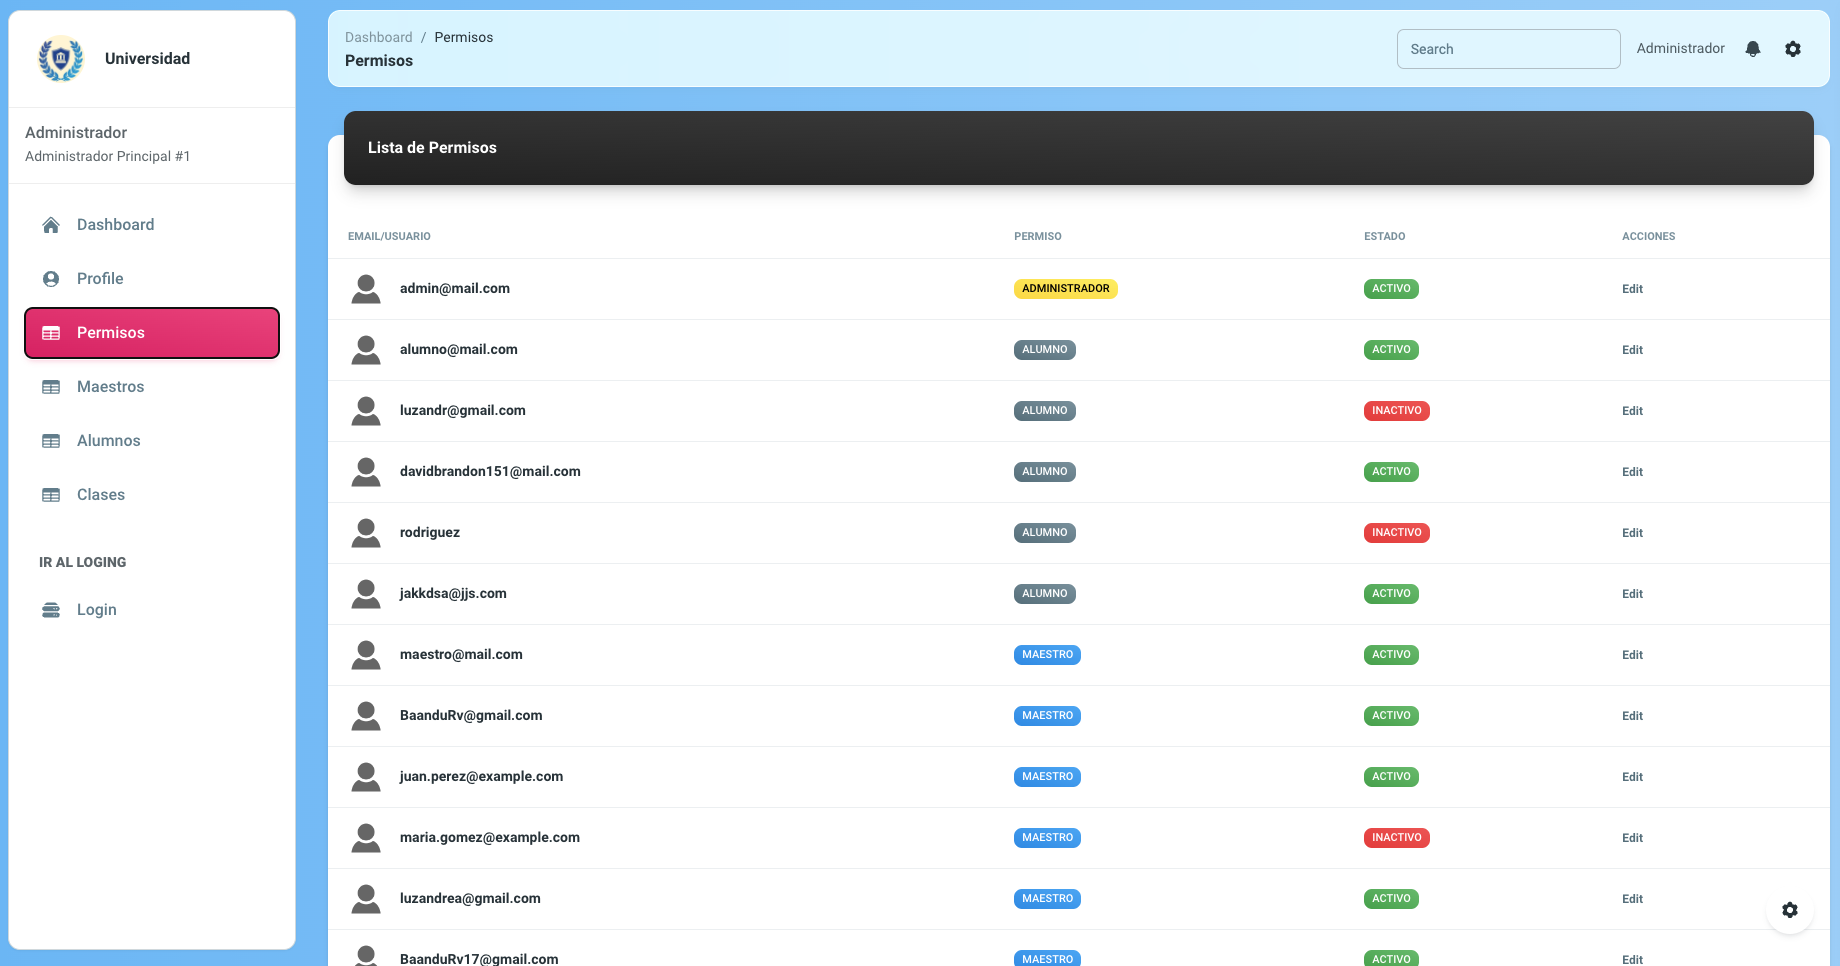 Universidad
Administrador
Administrador Principal #1
Dashboard
Profile
Permisos
Maestros
Alumnos
Clases
IR AL LOGING
Login
Dashboard / Permisos
Permisos
Search
Administrador
Lista de Permisos
EMAIL/USUARIO PERMISO ESTADO ACCIONES
admin@mail.com ADMINISTRADOR ACTIVO Edit
alumno@mail.com ALUMNO ACTIVO Edit
luzandr@gmail.com ALUMNO INACTIVO Edit
davidbrandon151@mail.com ALUMNO ACTIVO Edit
rodriguez ALUMNO INACTIVO Edit
jakkdsa@jjs.com ALUMNO ACTIVO Edit
maestro@mail.com MAESTRO ACTIVO Edit
BaanduRv@gmail.com MAESTRO ACTIVO Edit
juan.perez@example.com MAESTRO ACTIVO Edit
maria.gomez@example.com MAESTRO INACTIVO Edit
luzandrea@gmail.com MAESTRO ACTIVO Edit
BaanduRv17@gmail.com MAESTRO ACTIVO Edit